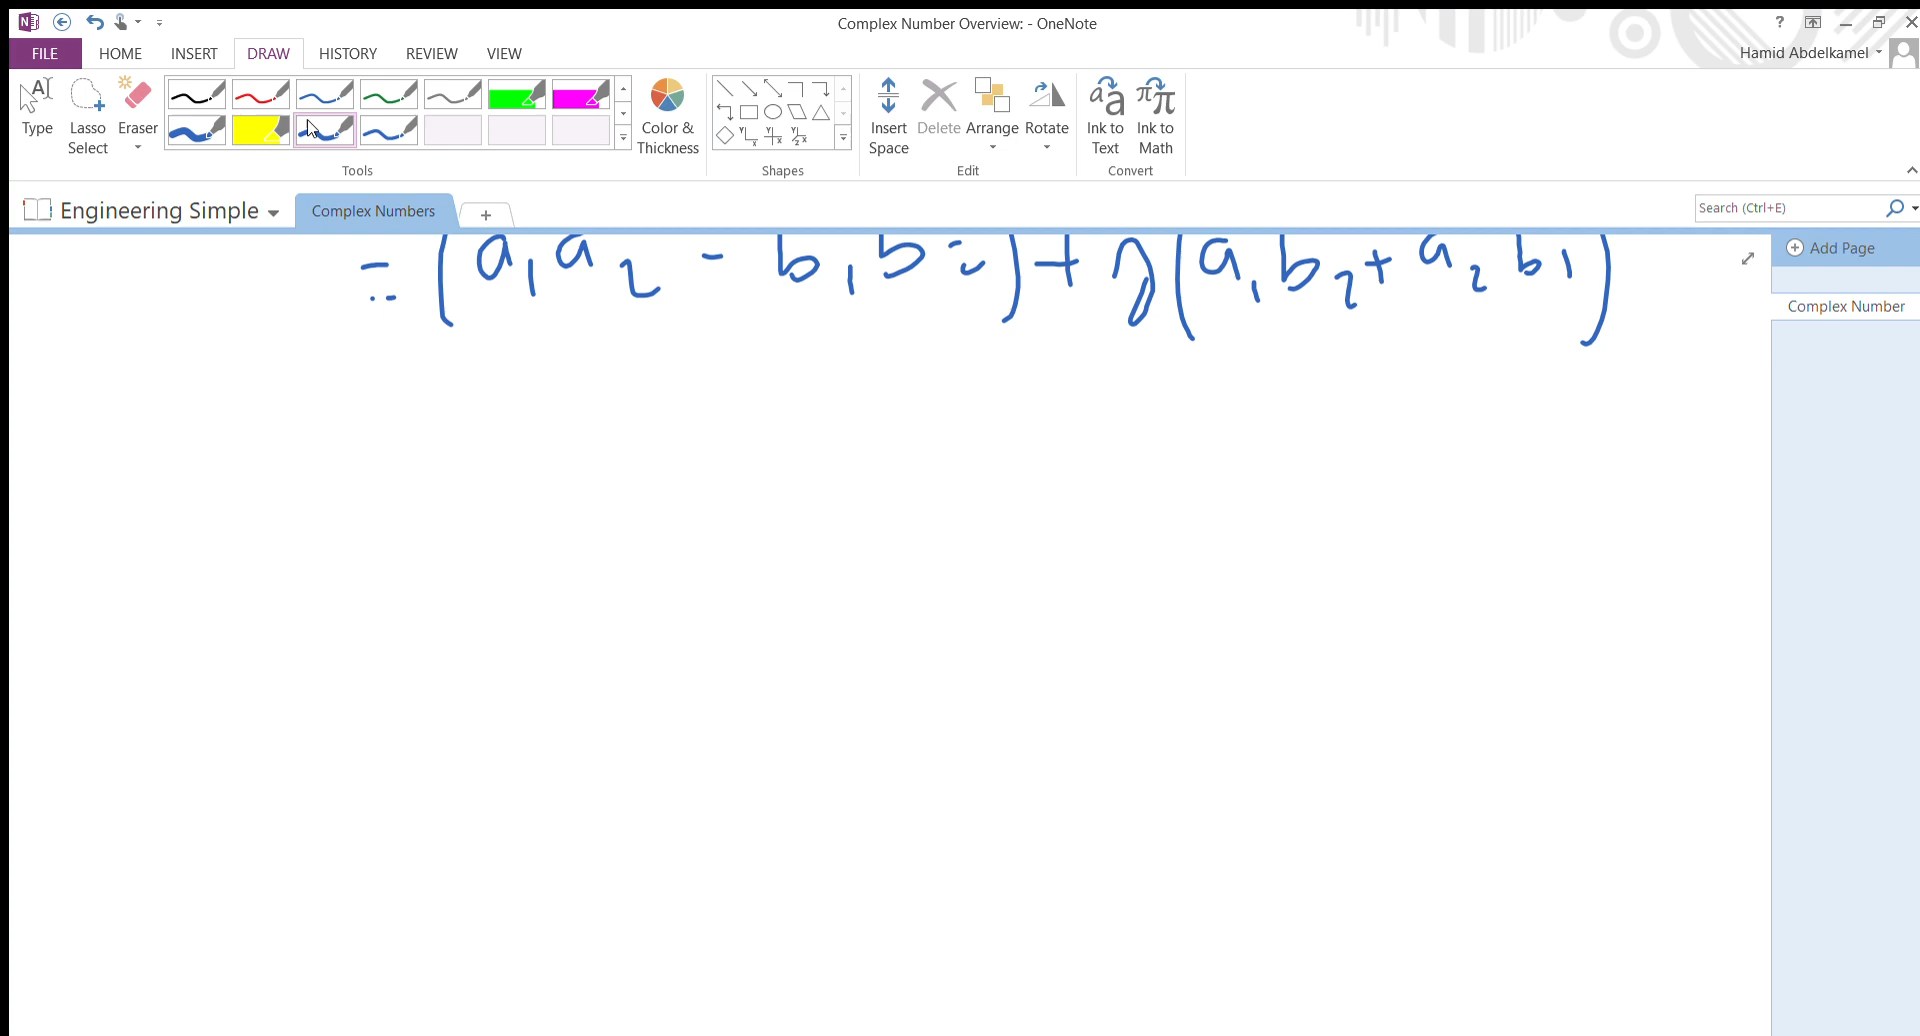 Complex Number Overview: - OneNote
?
FILE HOME INSERT DRAW HISTORY REVIEW VIEW
Hamid Abdelkamel
Type
Lasso Select
Eraser
Color & Thickness
Insert Space
Delete
Arrange
Rotate
Ink to Text
Ink to Math
Tools
Shapes
Edit
Convert
Engineering Simple
Complex Numbers
+
Search (Ctrl+E)
Add Page
Complex Number
= (a₁a₂ - b₁b₂) + j(a₁b₂ + a₂b₁)